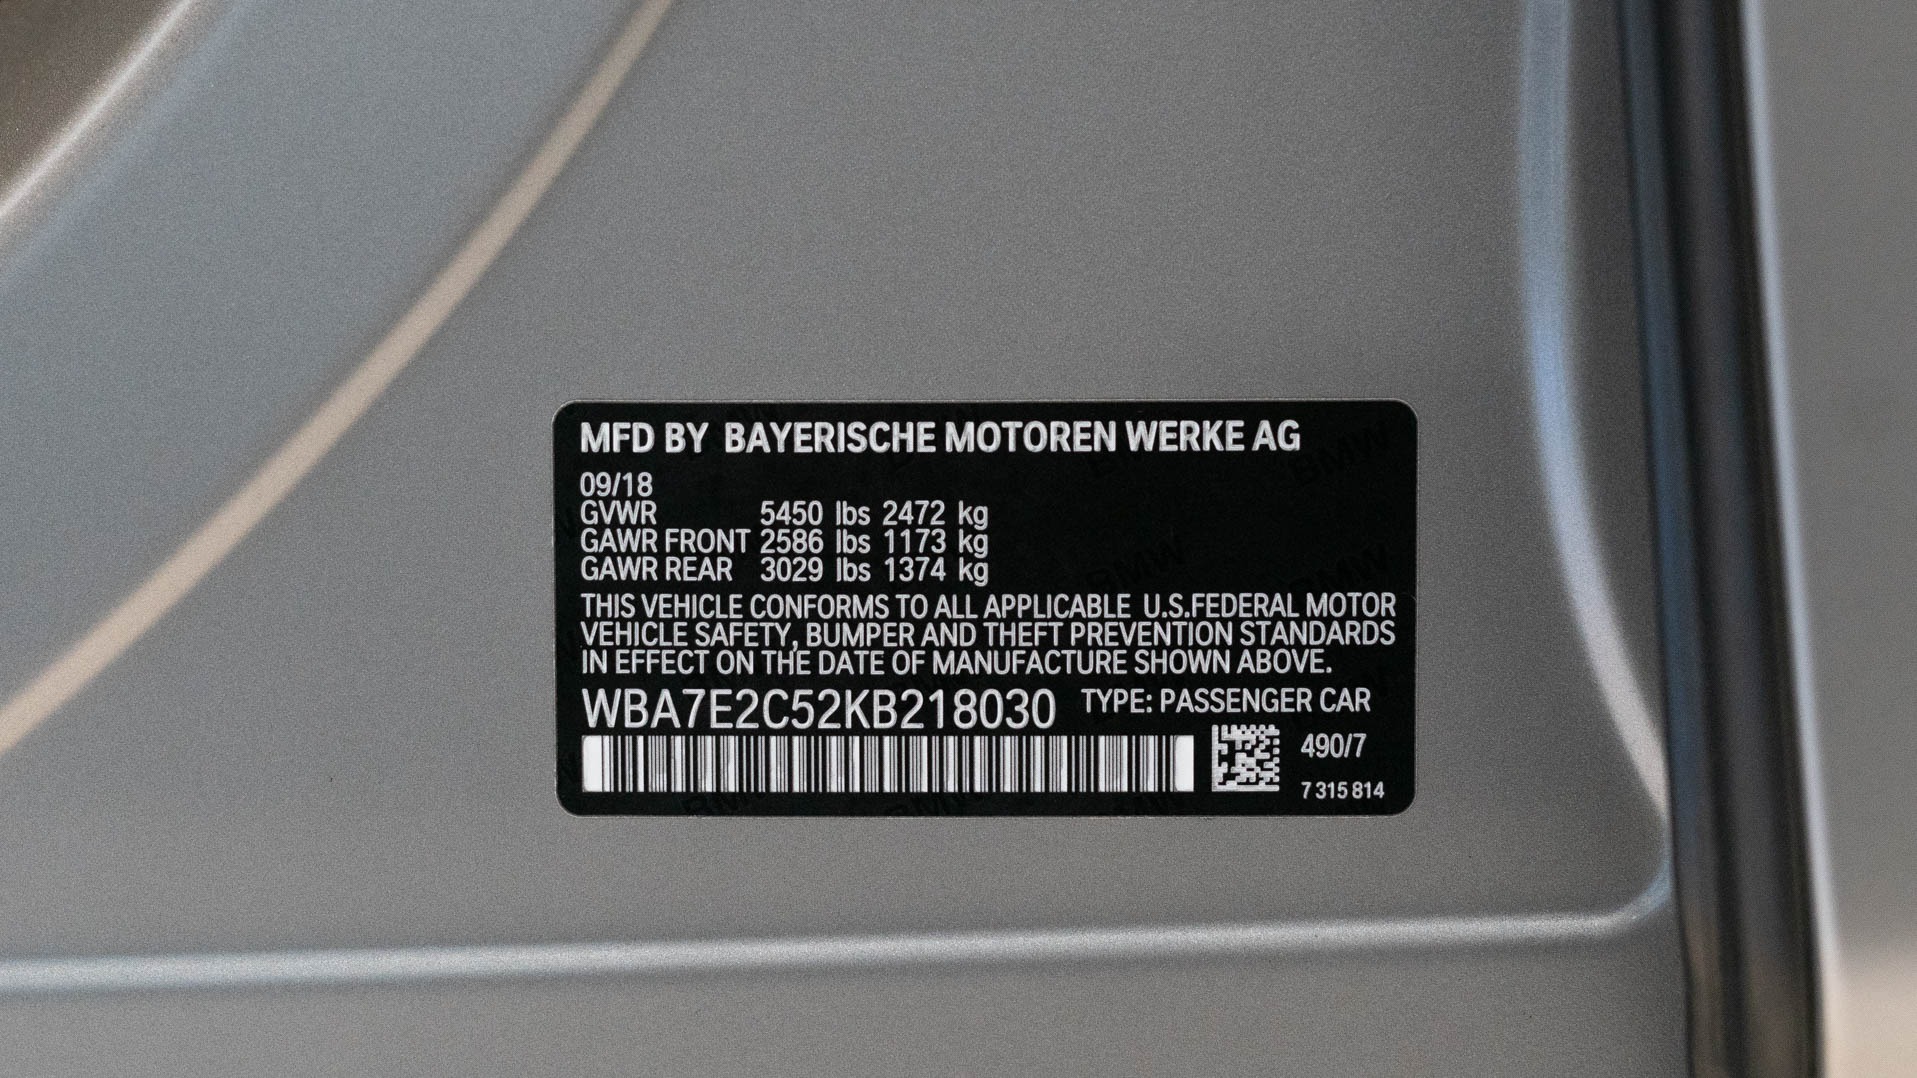 MFD BY BAYERISCHE MOTOREN WERKE AG
09/18
GVWR 5450 lbs 2472 kg
GAWR FRONT 2586 lbs 1173 kg
GAWR REAR 3029 lbs 1374 kg
THIS VEHICLE CONFORMS TO ALL APPLICABLE U.S.FEDERAL MOTOR
VEHICLE SAFETY, BUMPER AND THEFT PREVENTION STANDARDS
IN EFFECT ON THE DATE OF MANUFACTURE SHOWN ABOVE.
WBA7E2C52KB218030 TYPE: PASSENGER CAR
490/7
7 315 814